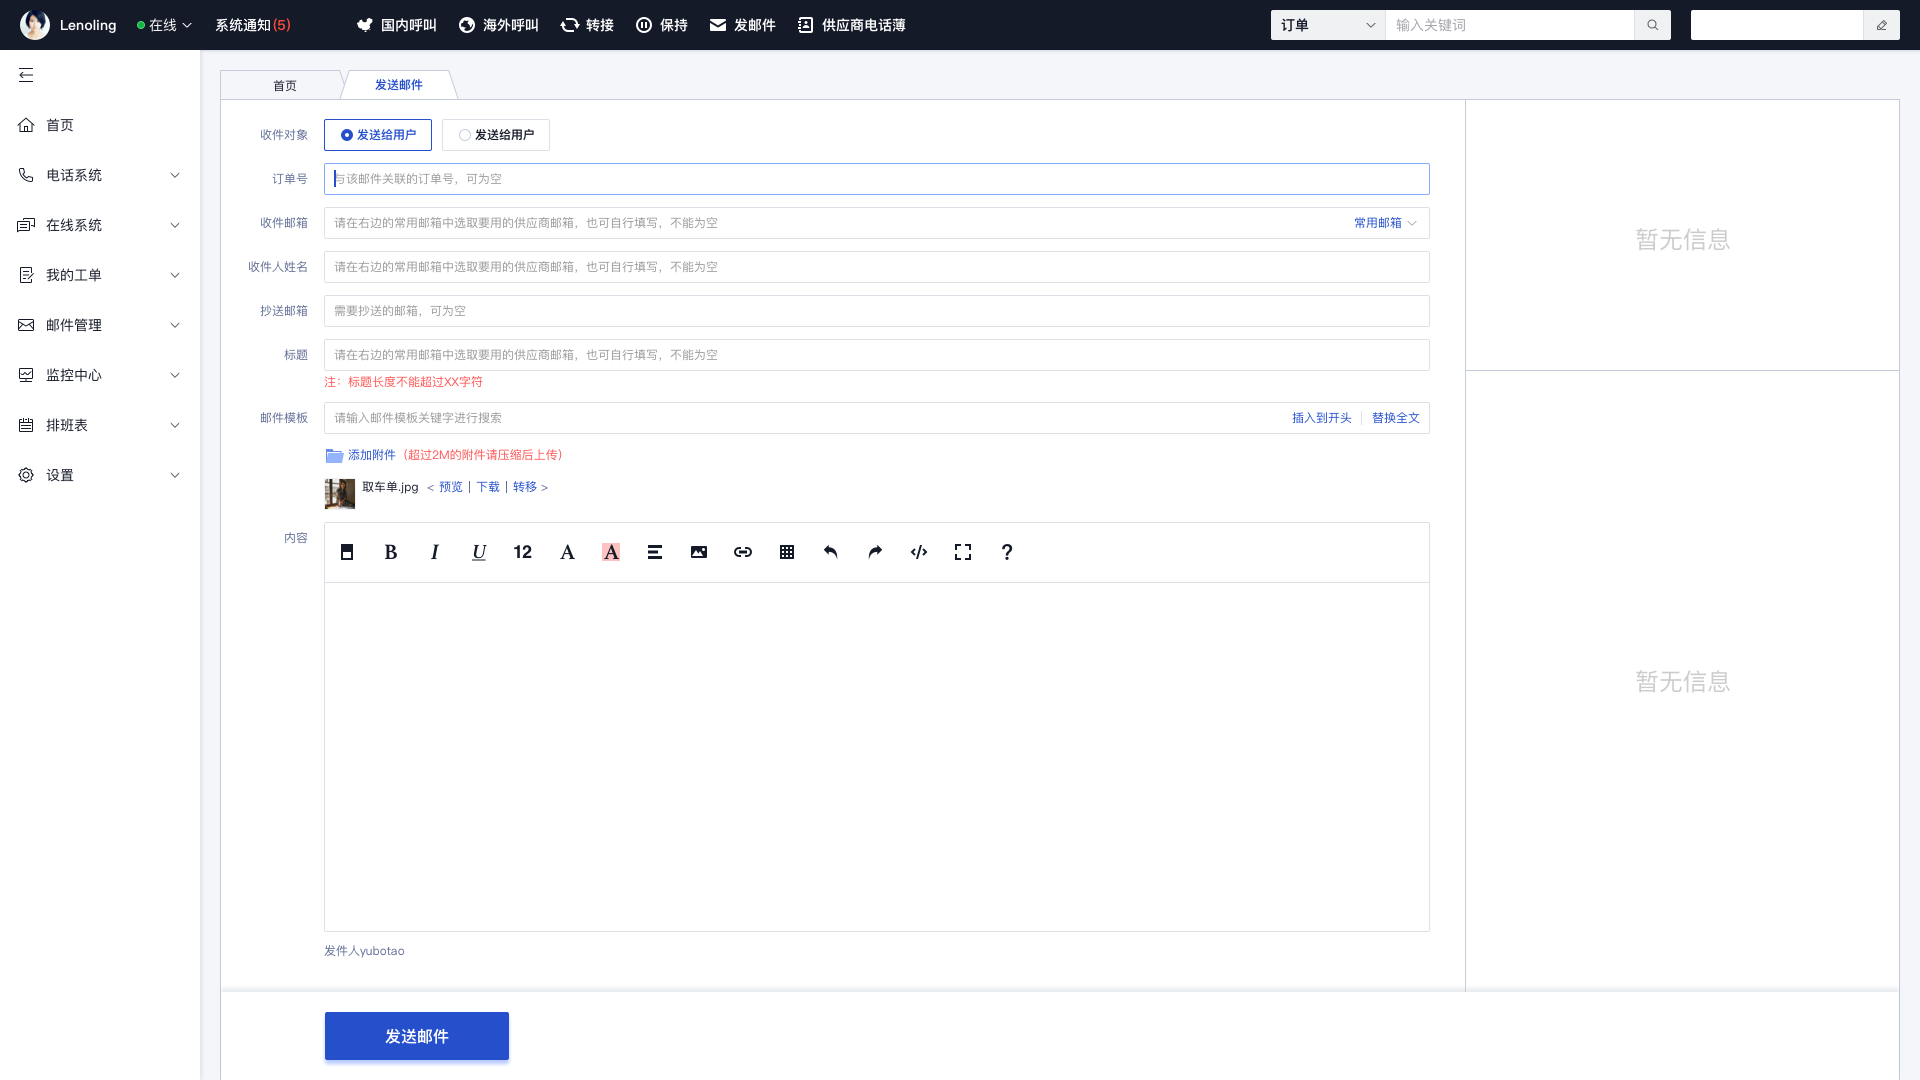 Lenoling 在线 系统通知(5) 国内呼叫 海外呼叫 转接 保持 发邮件 供应商电话薄 订单 输入关键词
首页
电话系统
在线系统
我的工单
邮件管理
监控中心
排班表
设置
首页 发送邮件
收件对象 发送给用户 发送给用户
订单号 与该邮件关联的订单号，可为空
收件邮箱 请在右边的常用邮箱中选取要用的供应商邮箱，也可自行填写，不能为空 常用邮箱
收件人姓名 请在右边的常用邮箱中选取要用的供应商邮箱，也可自行填写，不能为空
抄送邮箱 需要抄送的邮箱，可为空
标题 请在右边的常用邮箱中选取要用的供应商邮箱，也可自行填写，不能为空
注：标题长度不能超过XX字符
邮件模板 请输入邮件模板关键字进行搜索 插入到开头 替换全文
添加附件（超过2M的附件请压缩后上传）
取车单.jpg < 预览 | 下载 | 转移 >
内容 B I U 12 A A </> ?
发件人yubotao
发送邮件
暂无信息
暂无信息